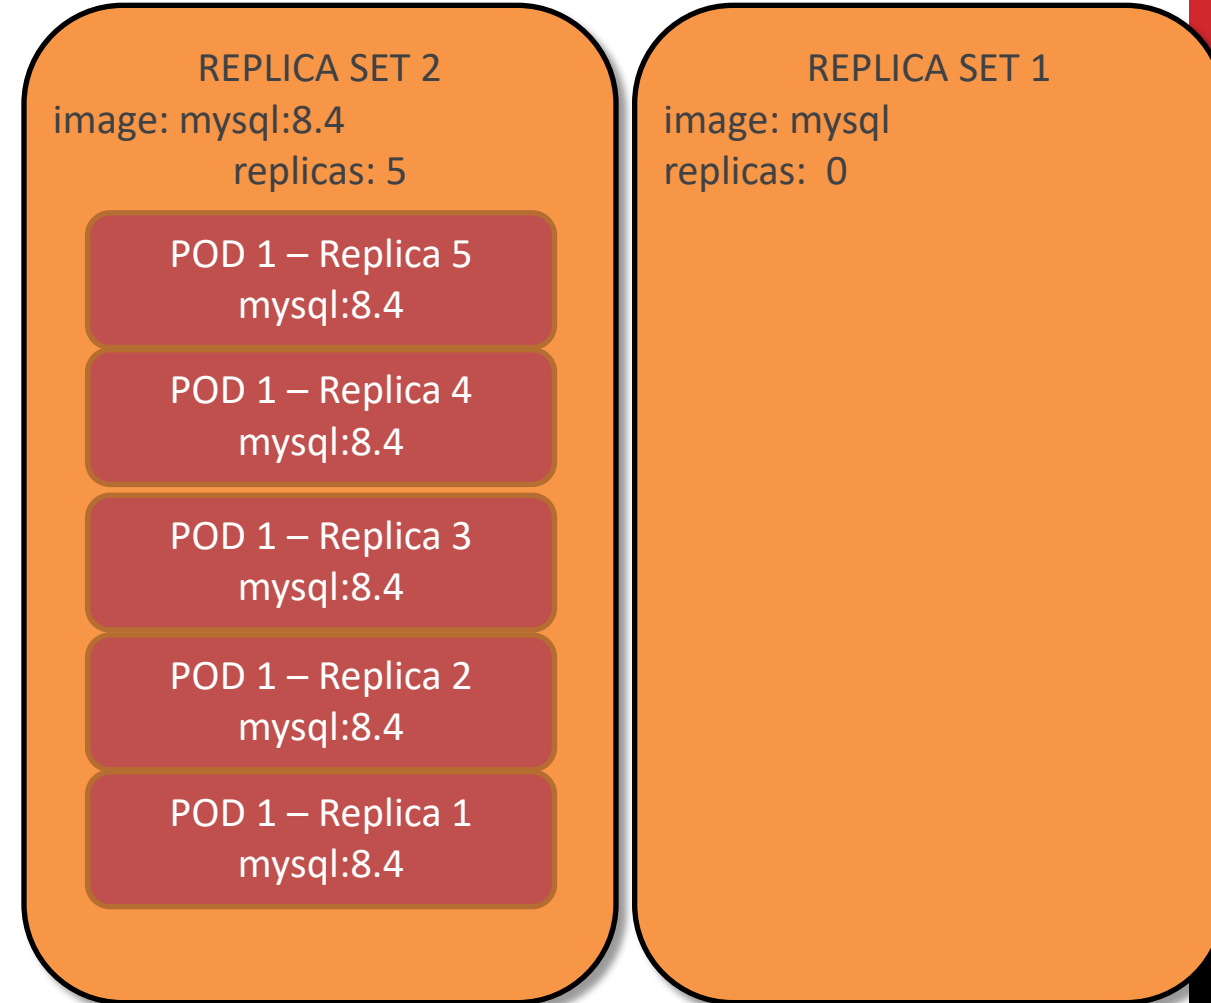 REPLICA SET 2
image: mysql:8.4
replicas: 5
POD 1 – Replica 5
mysql:8.4
POD 1 – Replica 4
mysql:8.4
POD 1 – Replica 3
mysql:8.4
POD 1 – Replica 2
mysql:8.4
POD 1 – Replica 1
mysql:8.4
REPLICA SET 1
image: mysql
replicas:  0